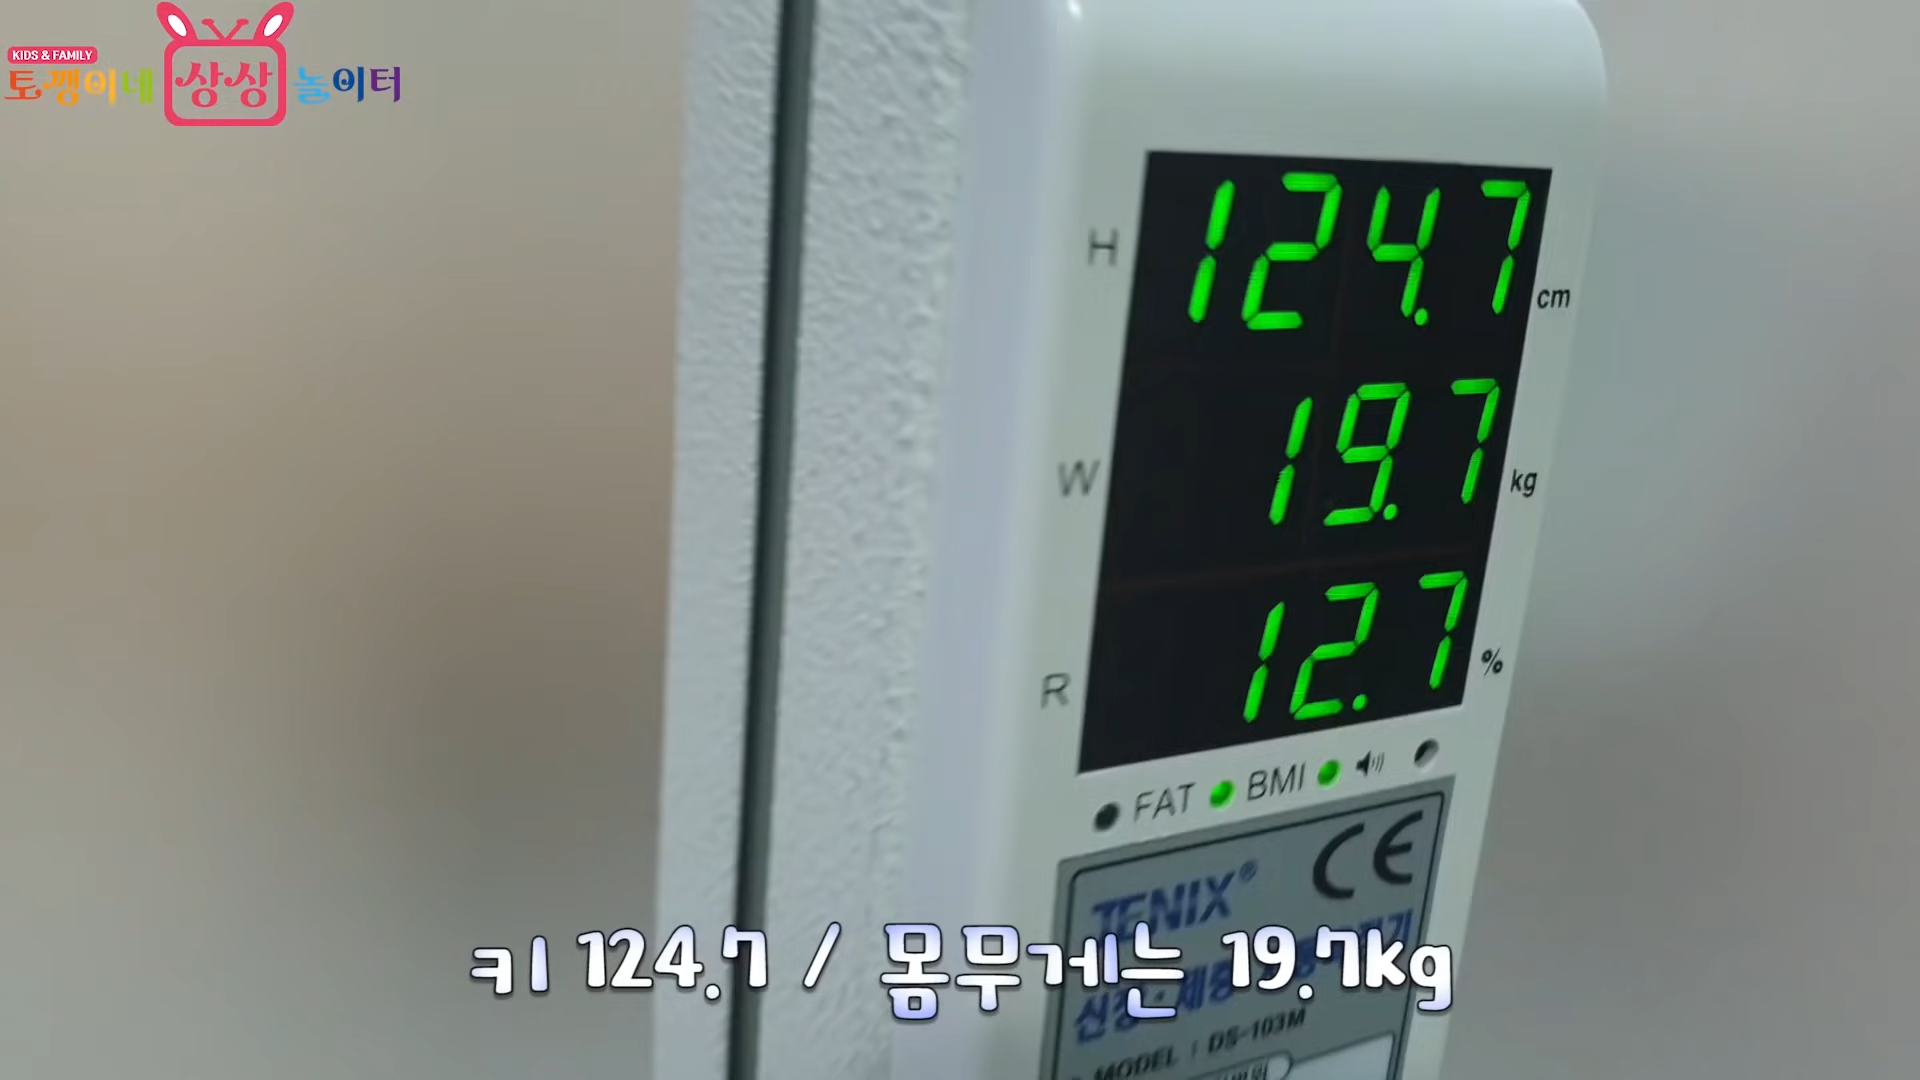 KIDS & FAMILY
토깽이네 상상 놀이터
H 124.7 cm
W 19.7 kg
R 12.7 %
FAT BMI
CE
JENIX®
MODEL : DS-103M
키 124.7 / 몸무게는 19.7kg